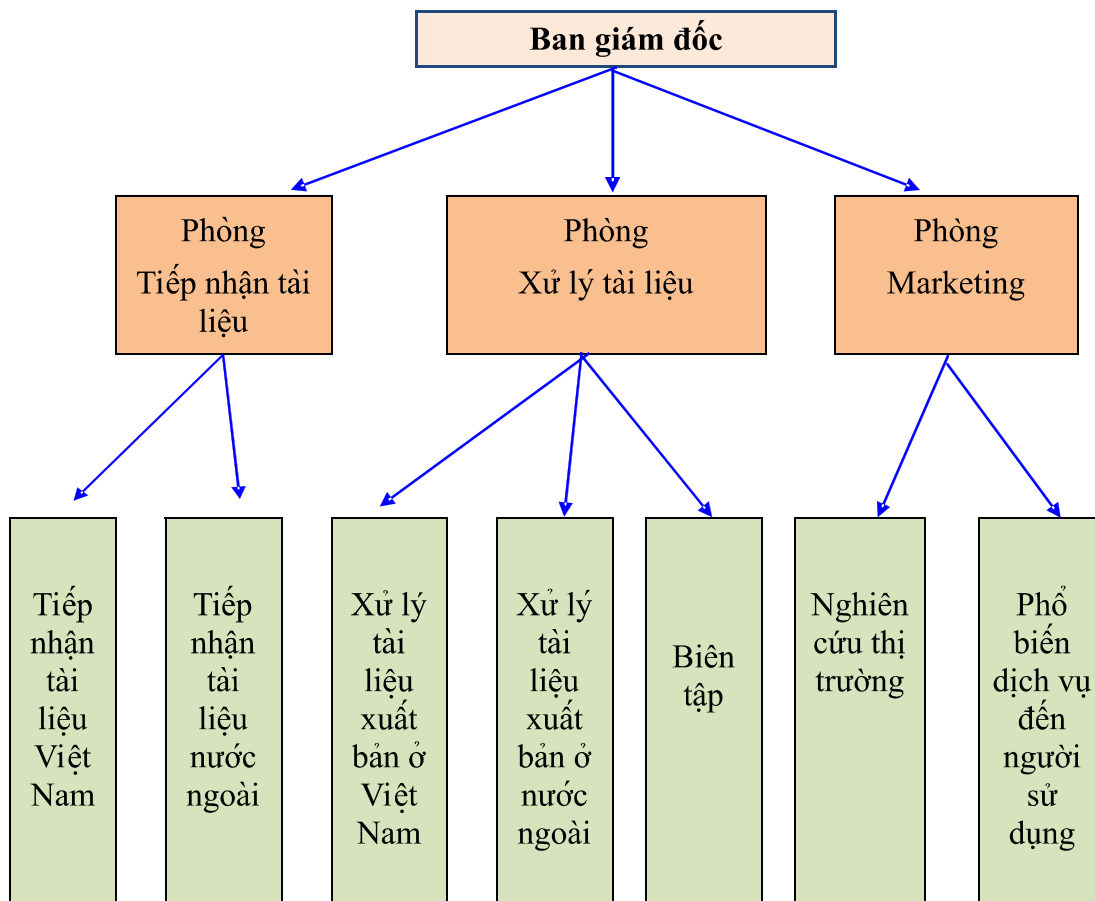 Ban giám đốc
Phòng
Tiếp nhận tài
liệu
Phòng
Xử lý tài liệu
Phòng
Marketing
Tiếp
nhận
tài
liệu
Việt
Nam
Tiếp
nhận
tài
liệu
nước
ngoài
Xử lý
tài
liệu
xuất
bản ở
Việt
Nam
Xử lý
tài
liệu
xuất
bản ở
nước
ngoài
Biên
tập
Nghiên
cứu thị
trường
Phổ
biến
dịch vụ
đến
người
sử
dụng